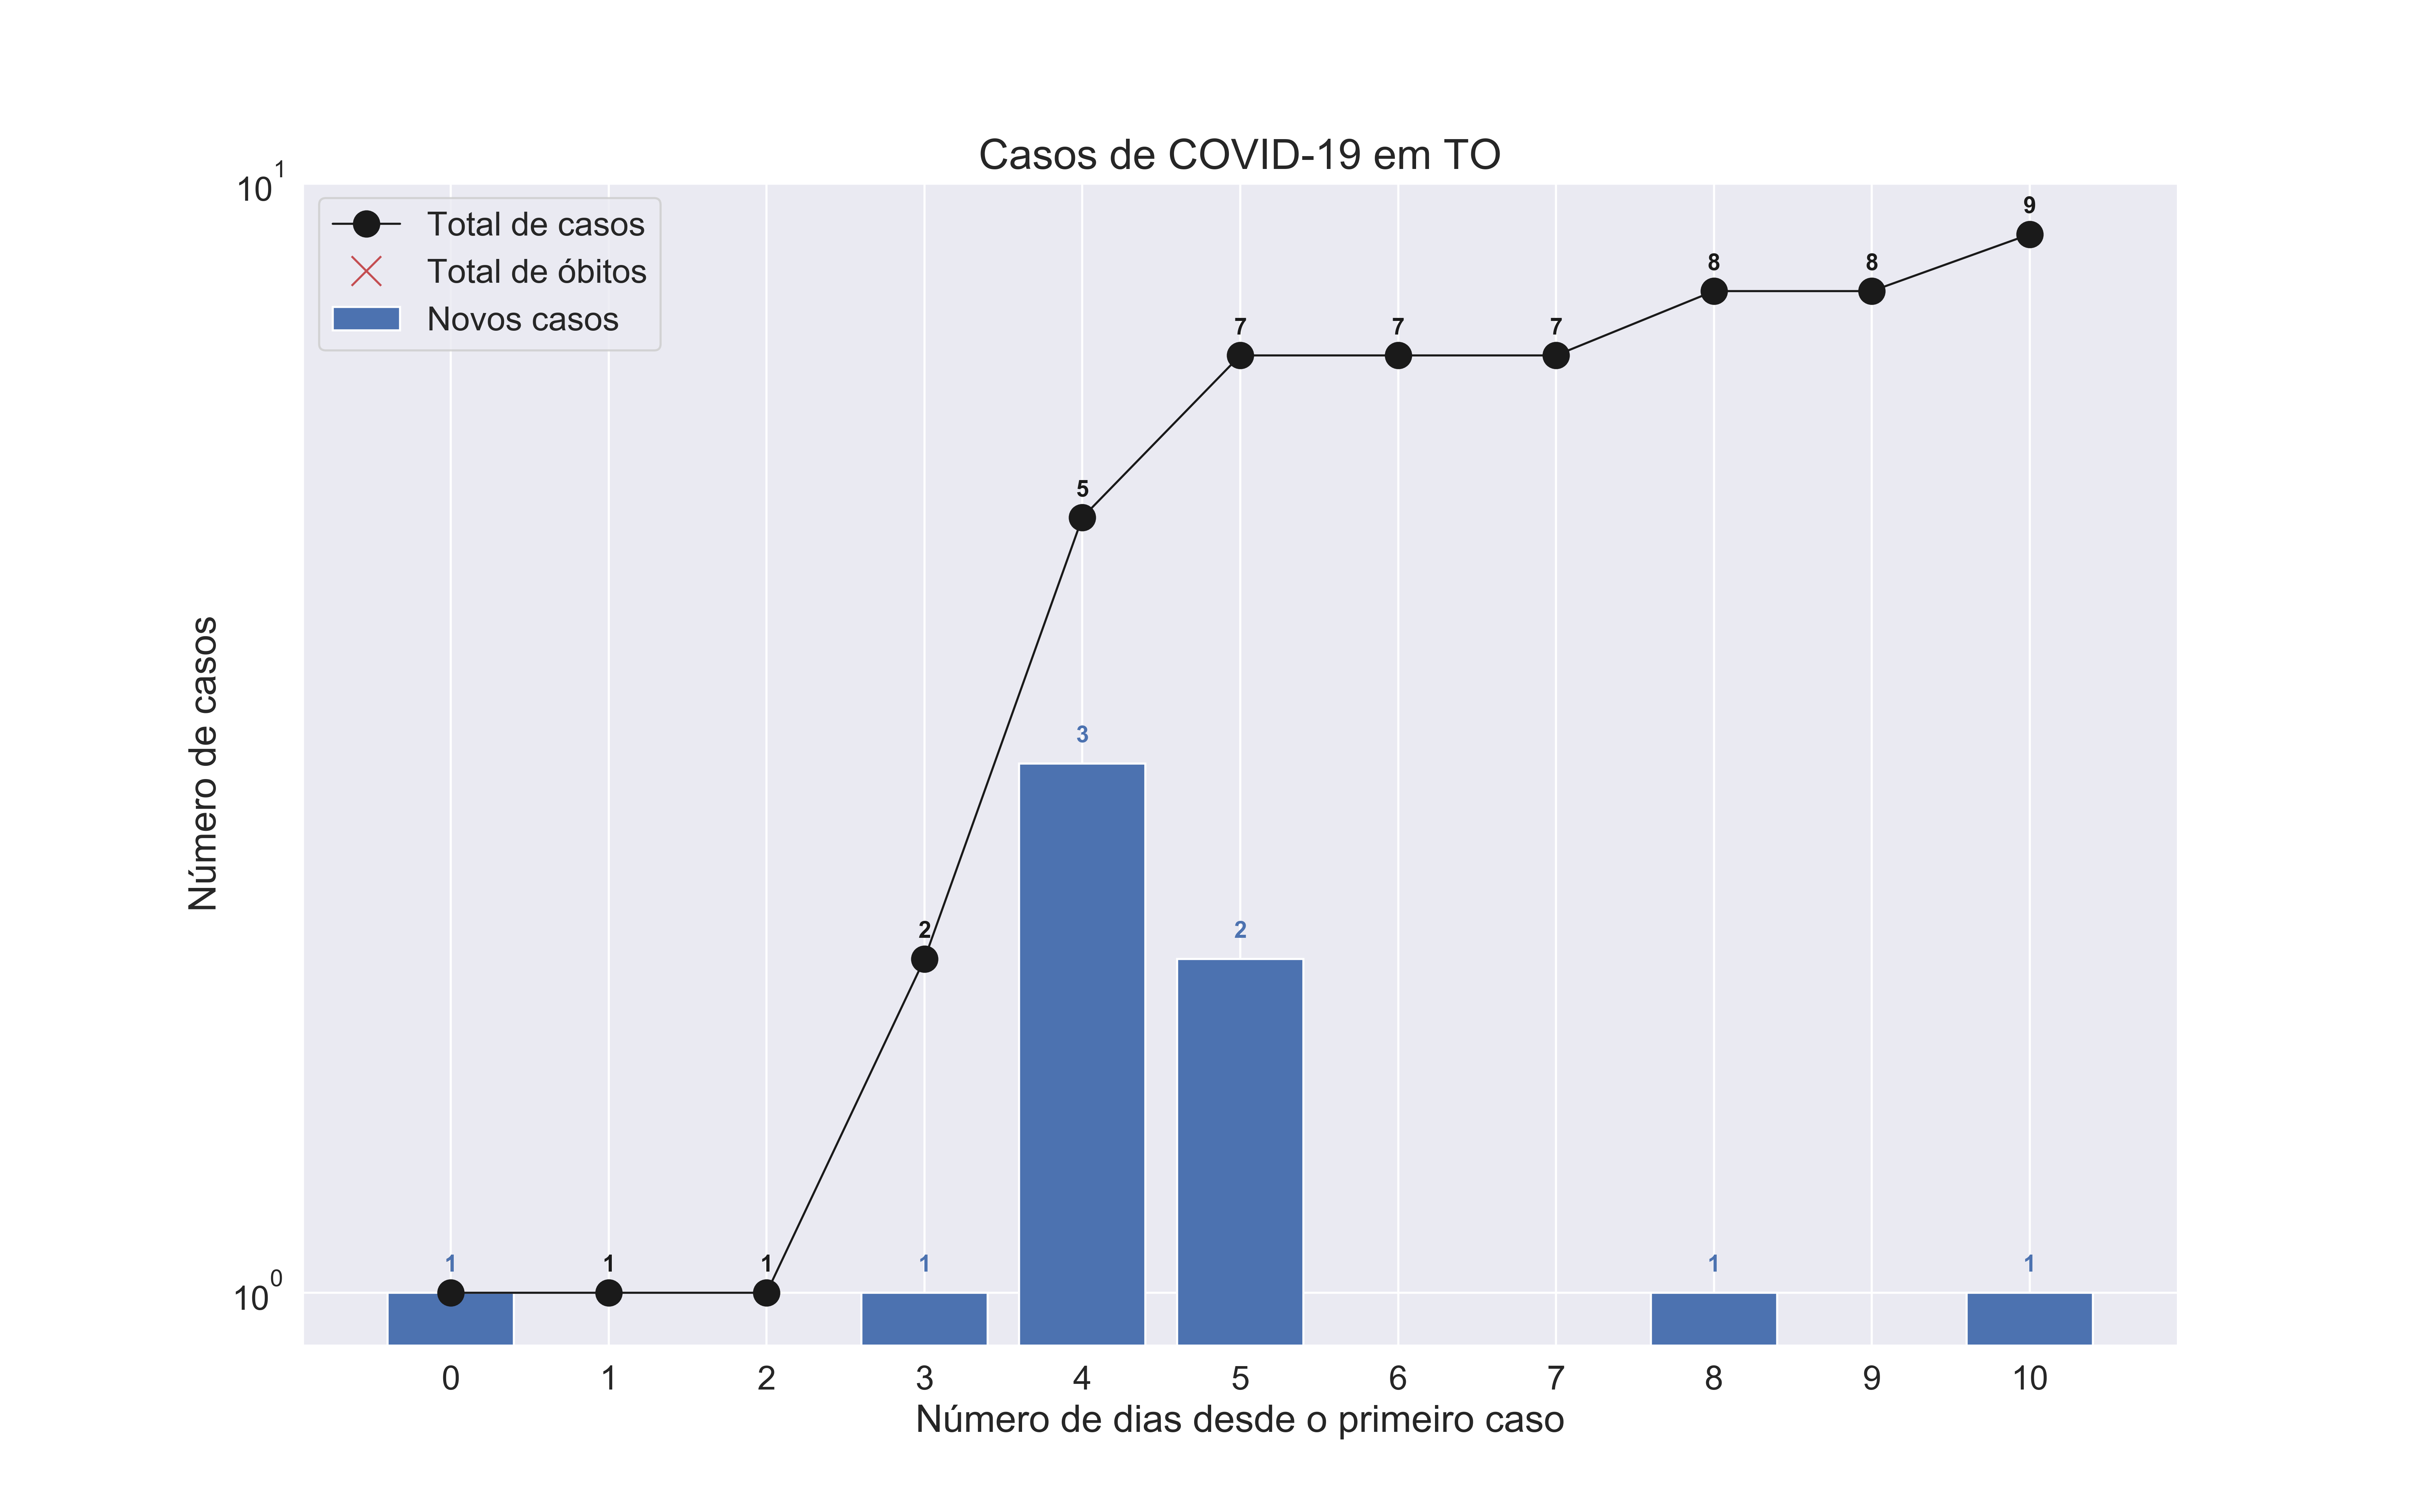 Casos de COVID-19 em TO
10^1
Total de casos
Total de óbitos
Novos casos
9
8 8
7 7 7
5
3
2 2
1 1 1 1 1 1
10^0
Número de casos
0 1 2 3 4 5 6 7 8 9 10
Número de dias desde o primeiro caso